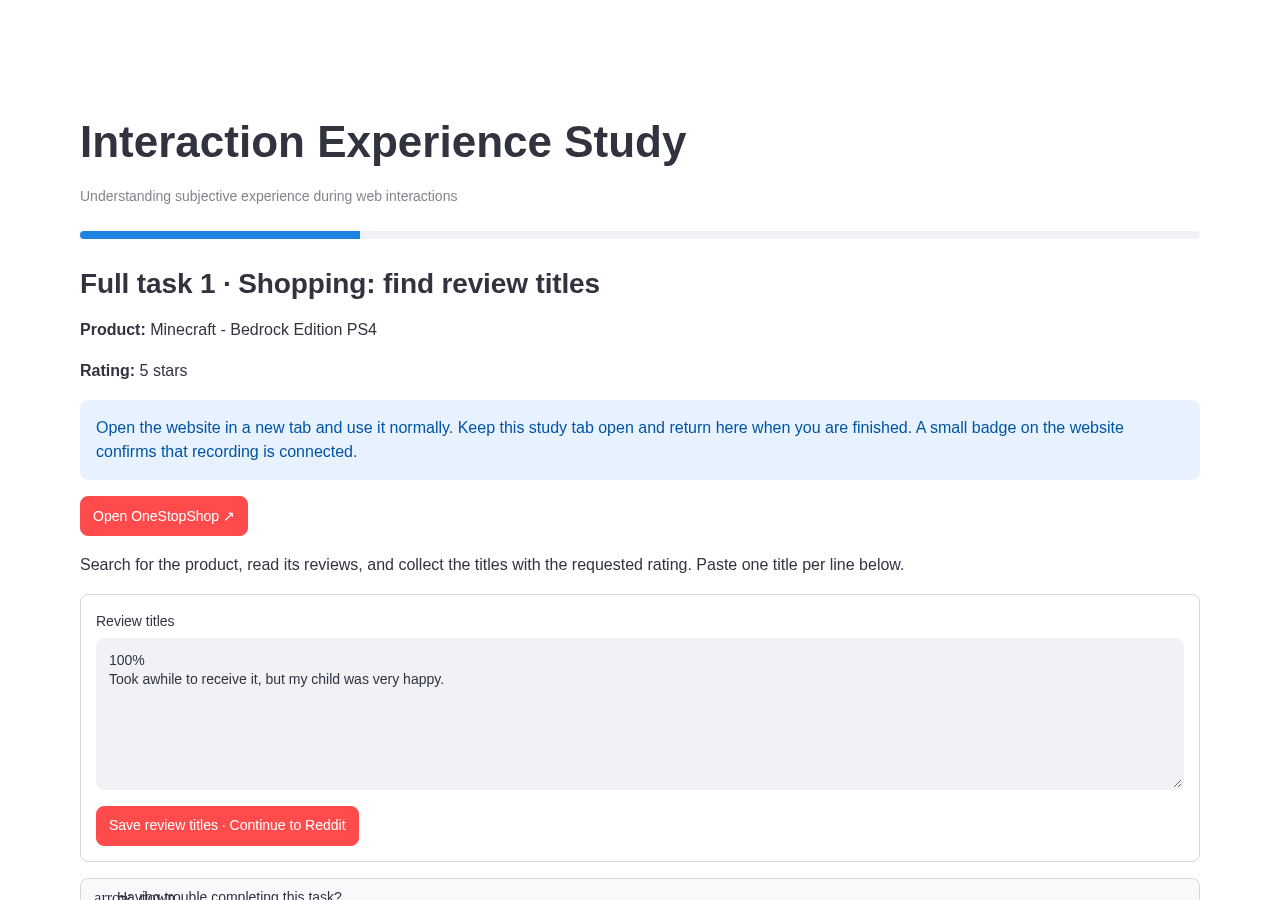 Interaction Experience Study
Understanding subjective experience during web interactions
Full task 1 · Shopping: find review titles
Product: Minecraft - Bedrock Edition PS4
Rating: 5 stars
Open the website in a new tab and use it normally. Keep this study tab open and return here when you are finished. A small badge on the website
confirms that recording is connected.
Open OneStopShop ↗
Search for the product, read its reviews, and collect the titles with the requested rating. Paste one title per line below.
Review titles
100%
Took awhile to receive it, but my child was very happy.
Save review titles · Continue to Reddit
Having trouble completing this task?